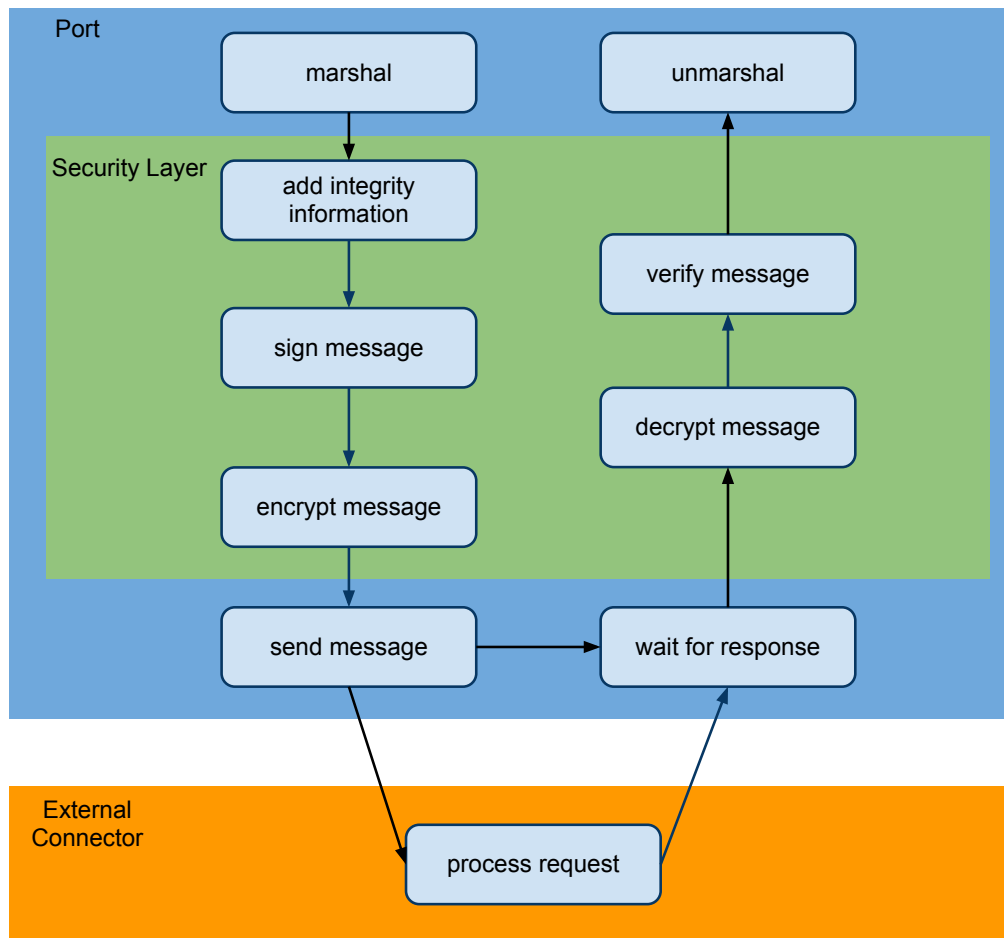 Port
marshal
unmarshal
Security Layer
add integrity
information
verify message
sign message
decrypt message
encrypt message
send message
wait for response
External
Connector
process request